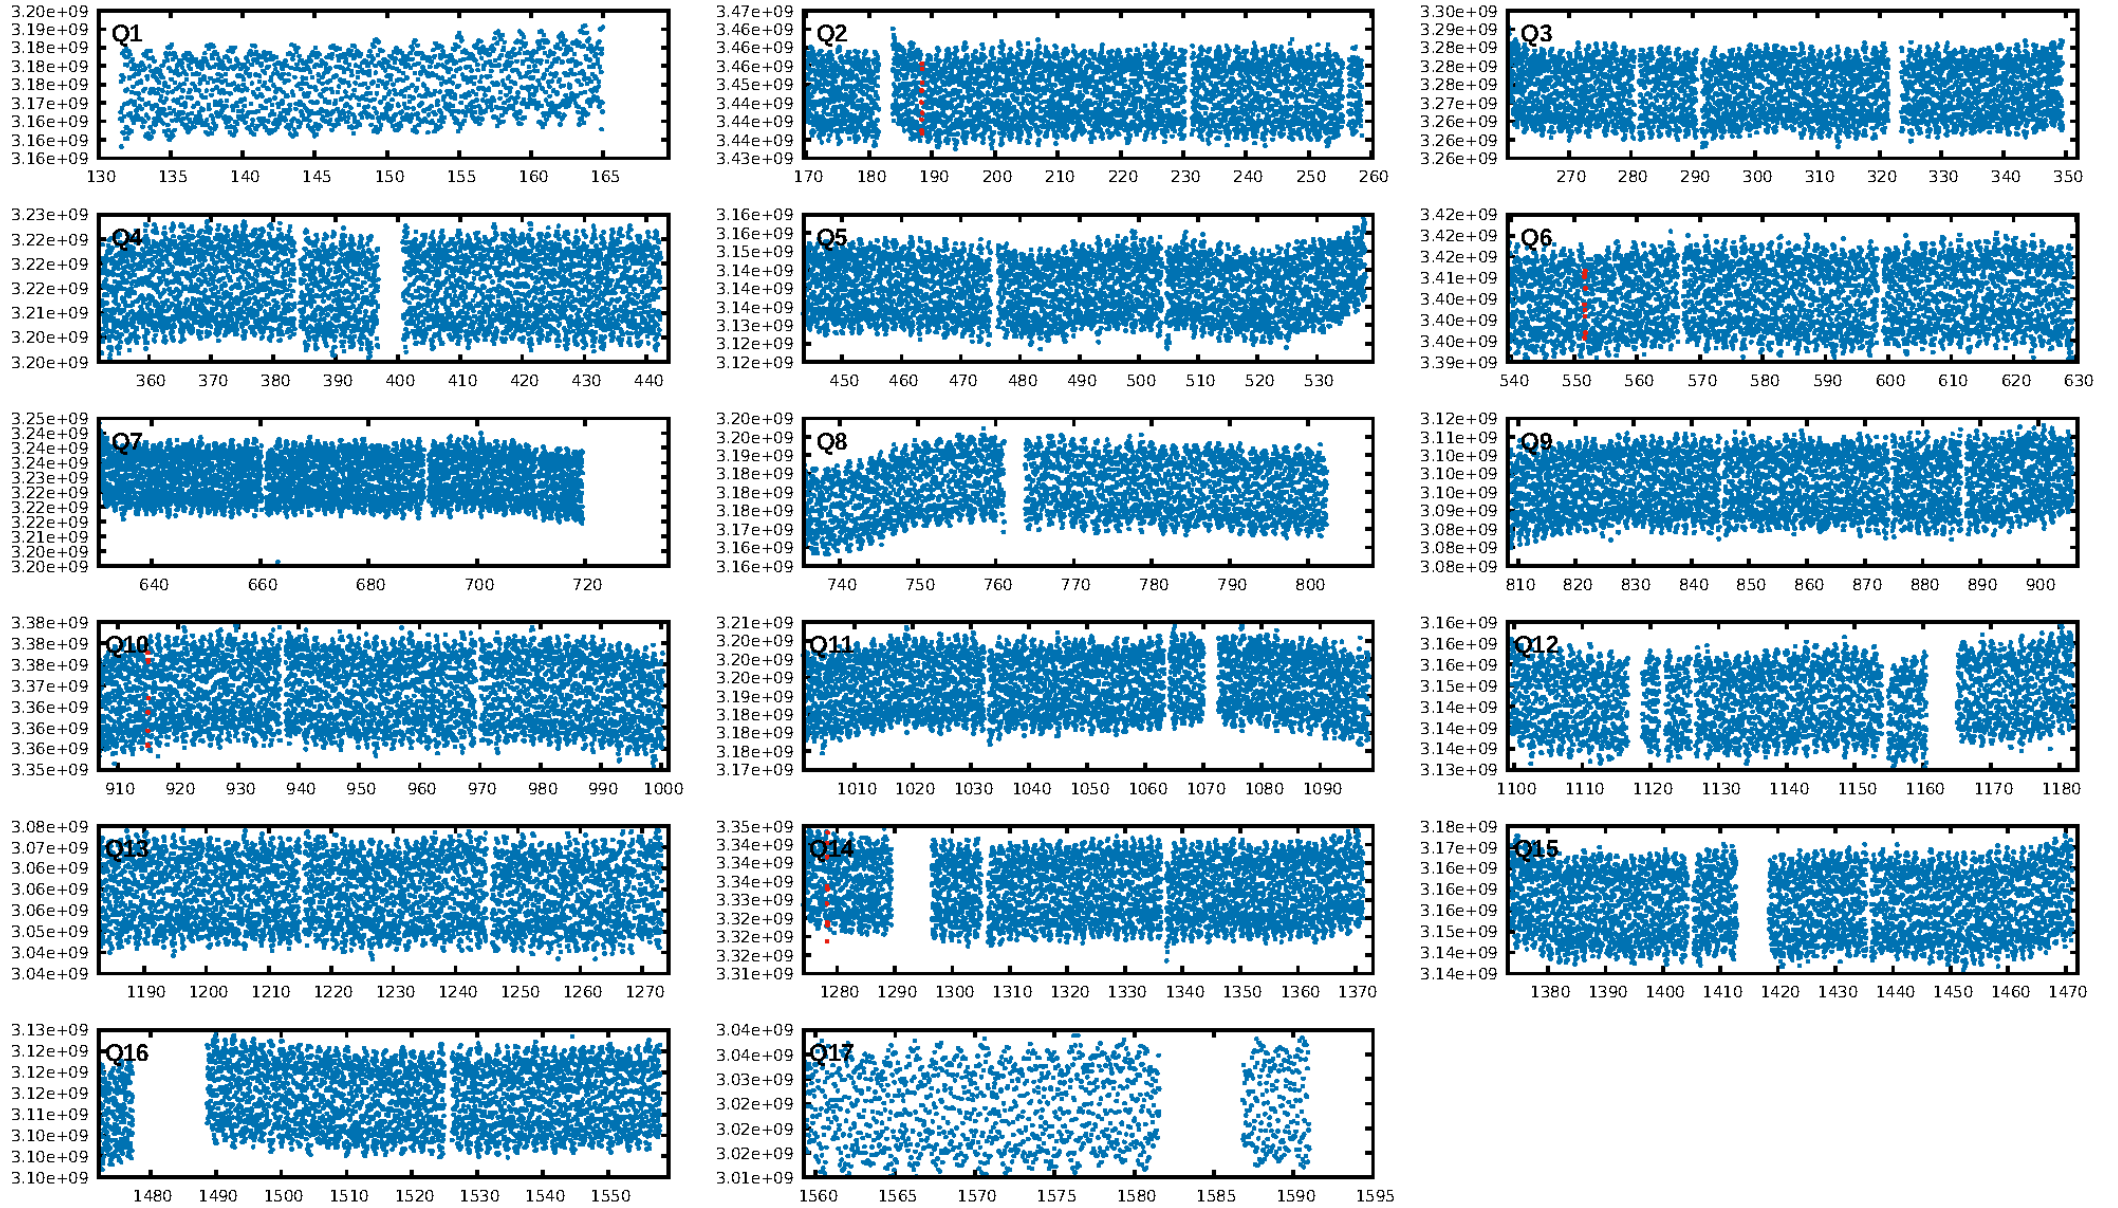 3.20e+09 3.19e+09 3.18e+09 3.18e+09 3.17e+09 3.17e+09 3.16e+09 3.16e+09
Q1
130 135 140 145 150 155 160 165
3.47e+09 3.46e+09 3.46e+09 3.46e+09 3.45e+09 3.44e+09 3.44e+09 3.43e+09
Q2
170 180 190 200 210 220 230 240 250 260
3.30e+09 3.29e+09 3.28e+09 3.28e+09 3.27e+09 3.27e+09 3.26e+09 3.26e+09
Q3
270 280 290 300 310 320 330 340 350
3.23e+09 3.22e+09 3.22e+09 3.22e+09 3.21e+09 3.20e+09 3.20e+09
Q4
360 370 380 390 400 410 420 430 440
3.16e+09 3.16e+09 3.15e+09 3.14e+09 3.14e+09 3.13e+09 3.12e+09 3.12e+09
Q5
450 460 470 480 490 500 510 520 530
3.42e+09 3.42e+09 3.42e+09 3.41e+09 3.40e+09 3.40e+09 3.40e+09 3.39e+09
Q6
540 550 560 570 580 590 600 610 620 630
3.25e+09 3.24e+09 3.24e+09 3.24e+09 3.23e+09 3.22e+09 3.22e+09 3.22e+09 3.21e+09 3.20e+09 3.20e+09
Q7
640 660 680 700 720
3.20e+09 3.20e+09 3.19e+09 3.18e+09 3.18e+09 3.17e+09 3.16e+09 3.16e+09
Q8
740 750 760 770 780 790 800
3.12e+09 3.11e+09 3.10e+09 3.10e+09 3.10e+09 3.09e+09 3.08e+09 3.08e+09 3.08e+09
Q9
810 820 830 840 850 860 870 880 890 900
3.38e+09 3.38e+09 3.38e+09 3.37e+09 3.36e+09 3.36e+09 3.36e+09 3.35e+09
Q10
910 920 930 940 950 960 970 980 990 1000
3.21e+09 3.20e+09 3.20e+09 3.20e+09 3.19e+09 3.18e+09 3.18e+09 3.18e+09 3.17e+09
Q11
1010 1020 1030 1040 1050 1060 1070 1080 1090
3.16e+09 3.16e+09 3.16e+09 3.15e+09 3.14e+09 3.14e+09 3.14e+09 3.13e+09
Q12
1100 1110 1120 1130 1140 1150 1160 1170 1180
3.08e+09 3.07e+09 3.06e+09 3.06e+09 3.06e+09 3.05e+09 3.04e+09 3.04e+09
Q13
1190 1200 1210 1220 1230 1240 1250 1260 1270
3.35e+09 3.34e+09 3.34e+09 3.34e+09 3.33e+09 3.32e+09 3.32e+09 3.32e+09 3.31e+09
Q14
1280 1290 1300 1310 1320 1330 1340 1350 1360 1370
3.18e+09 3.17e+09 3.16e+09 3.16e+09 3.16e+09 3.15e+09 3.14e+09 3.14e+09
Q15
1380 1390 1400 1410 1420 1430 1440 1450 1460 1470
3.13e+09 3.12e+09 3.12e+09 3.12e+09 3.11e+09 3.10e+09 3.10e+09 3.10e+09
Q16
1480 1490 1500 1510 1520 1530 1540 1550
3.04e+09 3.04e+09 3.03e+09 3.02e+09 3.02e+09 3.02e+09 3.01e+09
Q17
1560 1565 1570 1575 1580 1585 1590 1595